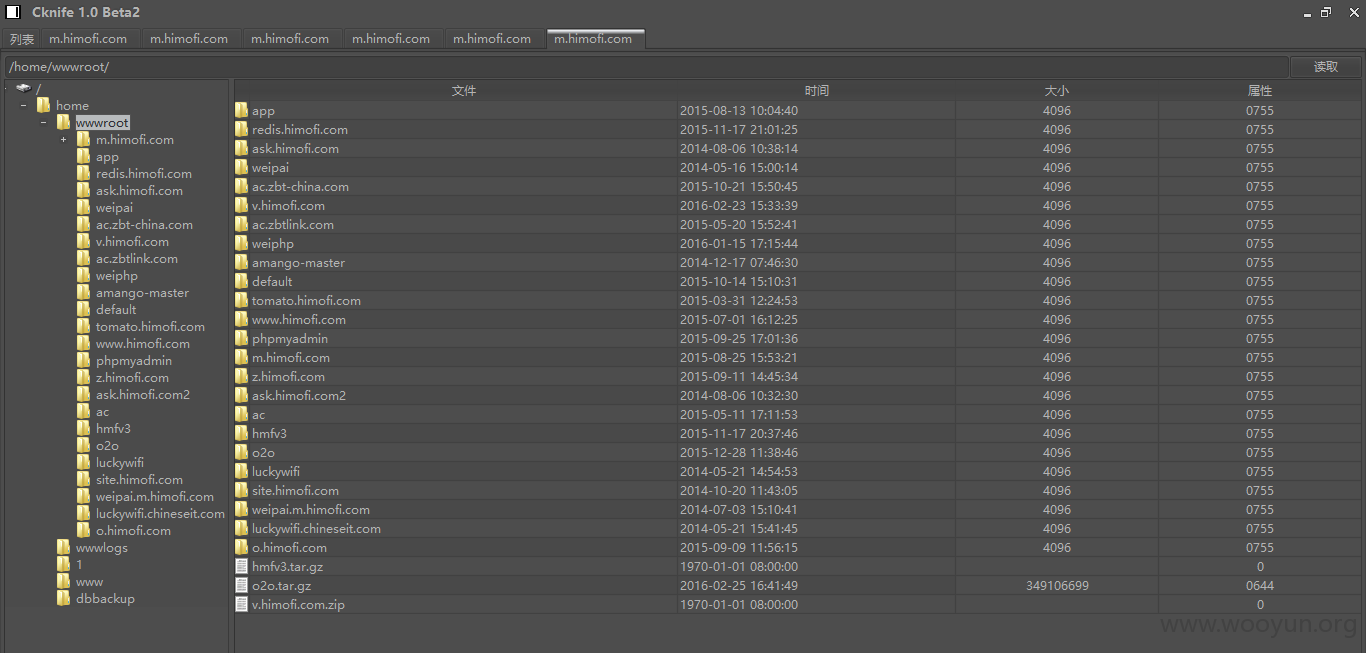 Cknife 1.0 Beta2
列表 m.himofi.com m.himofi.com m.himofi.com m.himofi.com m.himofi.com m.himofi.com
/home/wwwroot/ 读取
/
home
wwwroot
m.himofi.com
app
redis.himofi.com
ask.himofi.com
weipai
ac.zbt-china.com
v.himofi.com
ac.zbtlink.com
weiphp
amango-master
default
tomato.himofi.com
www.himofi.com
phpmyadmin
z.himofi.com
ask.himofi.com2
ac
hmfv3
o2o
luckywifi
site.himofi.com
weipai.m.himofi.com
luckywifi.chineseit.com
o.himofi.com
wwwlogs
1
www
dbbackup
文件 时间 大小 属性
app 2015-08-13 10:04:40 4096 0755
redis.himofi.com 2015-11-17 21:01:25 4096 0755
ask.himofi.com 2014-08-06 10:38:14 4096 0755
weipai 2014-05-16 15:00:14 4096 0755
ac.zbt-china.com 2015-10-21 15:50:45 4096 0755
v.himofi.com 2016-02-23 15:33:39 4096 0755
ac.zbtlink.com 2015-05-20 15:52:41 4096 0755
weiphp 2016-01-15 17:15:44 4096 0755
amango-master 2014-12-17 07:46:30 4096 0755
default 2015-10-14 15:10:31 4096 0755
tomato.himofi.com 2015-03-31 12:24:53 4096 0755
www.himofi.com 2015-07-01 16:12:25 4096 0755
phpmyadmin 2015-09-25 17:01:36 4096 0755
m.himofi.com 2015-08-25 15:53:21 4096 0755
z.himofi.com 2015-09-11 14:45:34 4096 0755
ask.himofi.com2 2014-08-06 10:32:30 4096 0755
ac 2015-05-11 17:11:53 4096 0755
hmfv3 2015-11-17 20:37:46 4096 0755
o2o 2015-12-28 11:38:46 4096 0755
luckywifi 2014-05-21 14:54:53 4096 0755
site.himofi.com 2014-10-20 11:43:05 4096 0755
weipai.m.himofi.com 2014-07-03 15:10:41 4096 0755
luckywifi.chineseit.com 2014-05-21 15:41:45 4096 0755
o.himofi.com 2015-09-09 11:56:15 4096 0755
hmfv3.tar.gz 1970-01-01 08:00:00 0
o2o.tar.gz 2016-02-25 16:41:49 349106699 0644
v.himofi.com.zip 1970-01-01 08:00:00 0
www.wooyun.org